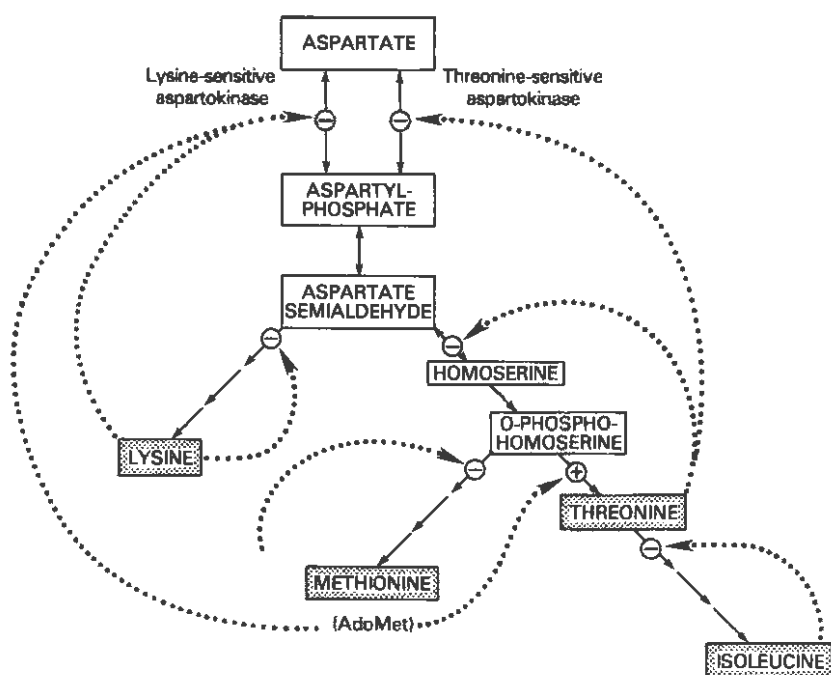 ASPARTATE
Lysine-sensitive
aspartokinase
Threonine-sensitive
aspartokinase
−
−
ASPARTYL-
PHOSPHATE
ASPARTATE
SEMIALDEHYDE
−
−
HOMOSERINE
O-PHOSPHO-
HOMOSERINE
LYSINE
−
+
THREONINE
−
METHIONINE
(AdoMet)
ISOLEUCINE